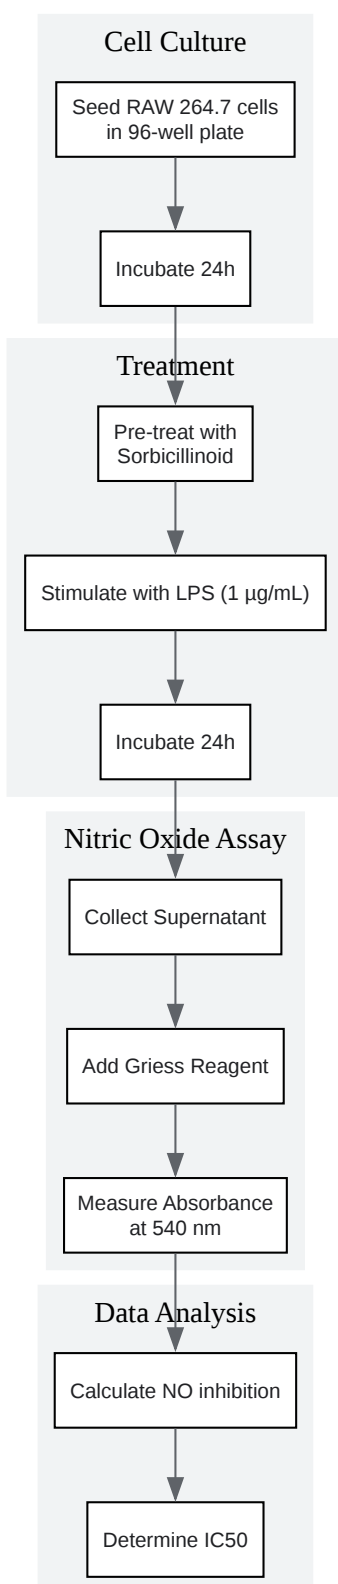 Cell Culture
Seed RAW 264.7 cells
in 96-well plate
Incubate 24h
Treatment
Pre-treat with
Sorbicillinoid
Stimulate with LPS (1 µg/mL)
Incubate 24h
Nitric Oxide Assay
Collect Supernatant
Add Griess Reagent
Measure Absorbance
at 540 nm
Data Analysis
Calculate NO inhibition
Determine IC50